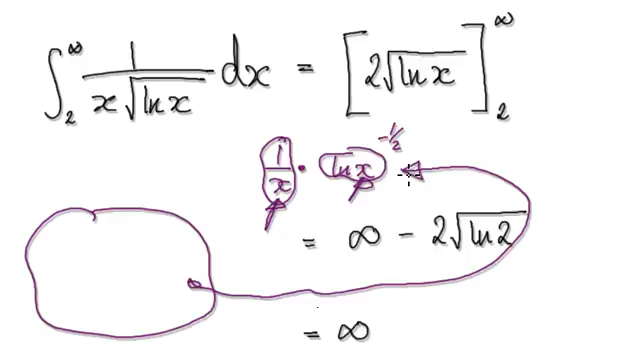 ∫₂^∞ 1/(x√(ln x)) dx = [2√(ln x)]₂^∞
1/x · (ln x)^(-1/2)
= ∞ - 2√(ln 2)
= ∞